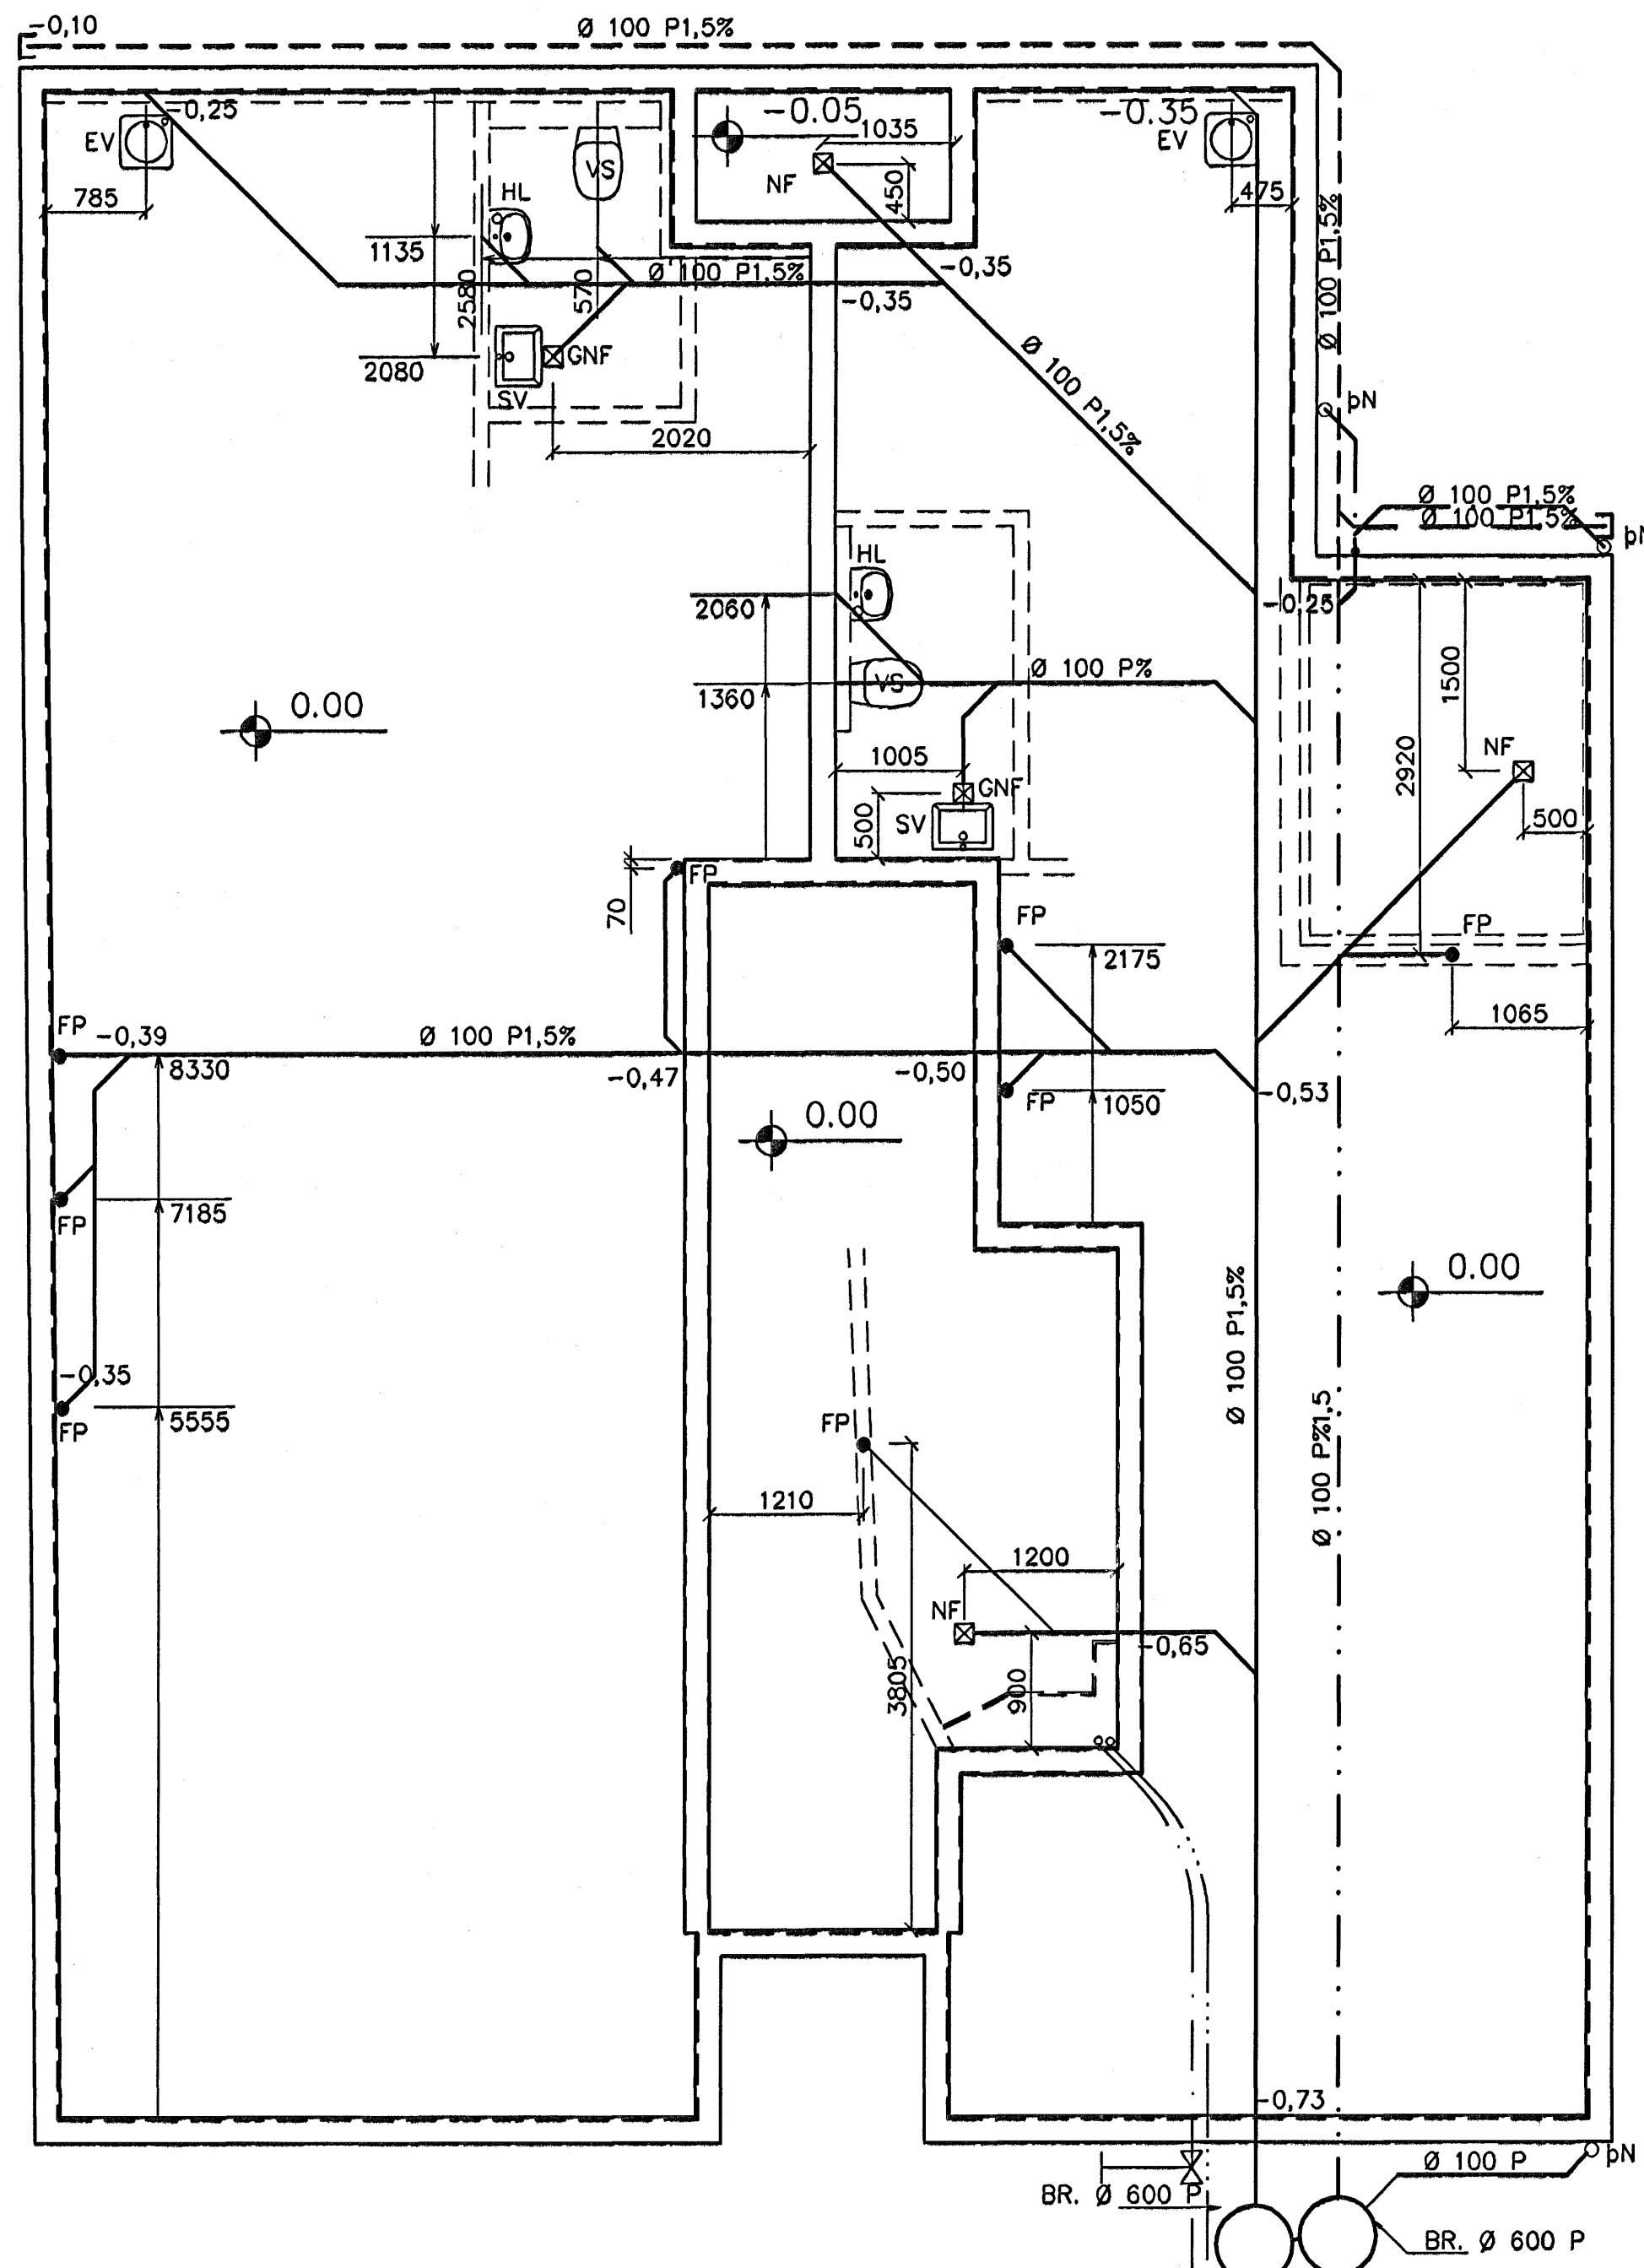 -0,10
Ø 100 P1,5%
-0,25
EV
785
VS
HL
1135
2580
570
Ø 100 P1,5%
2080
GNF
SV
2020
-0.05
1035
NF
450
-0,35
-0,35
-0.35
EV
475
Ø 100 P1,5%
Ø 100 P1,5%
þN
Ø 100 P1,5%
Ø 100 P1,5%
þN
HL
2060
-0,25
Ø 100 P%
VS
1360
1500
0.00
2920
NF
1005
GNF
500
SV
500
FP
70
FP
FP
2175
1065
FP
-0,39
Ø 100 P1,5%
8330
-0,47
-0,50
-0,53
FP
1050
0.00
7185
FP
0.00
Ø 100 P1,5%
-0,35
5555
FP
FP
Ø 100 P%1,5
1210
1200
NF
-0,65
3805
900
-0,73
þN
Ø 100 P
BR. Ø 600 P
BR. Ø 600 P